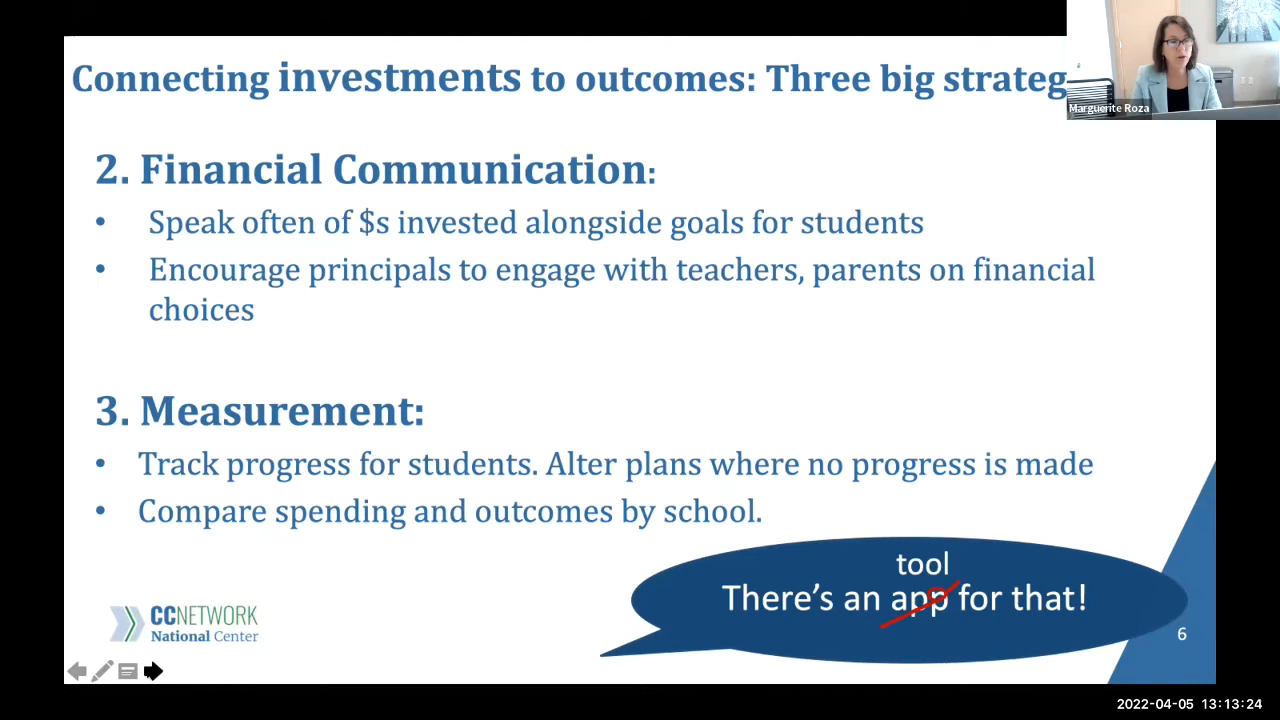 Connecting investments to outcomes: Three big strateg
Marguerite Roza
2. Financial Communication:
• Speak often of $s invested alongside goals for students
• Encourage principals to engage with teachers, parents on financial
choices
3. Measurement:
• Track progress for students. Alter plans where no progress is made
• Compare spending and outcomes by school.
tool
There’s an app for that!
CCNETWORK
National Center
6
2022-04-05 13:13:24